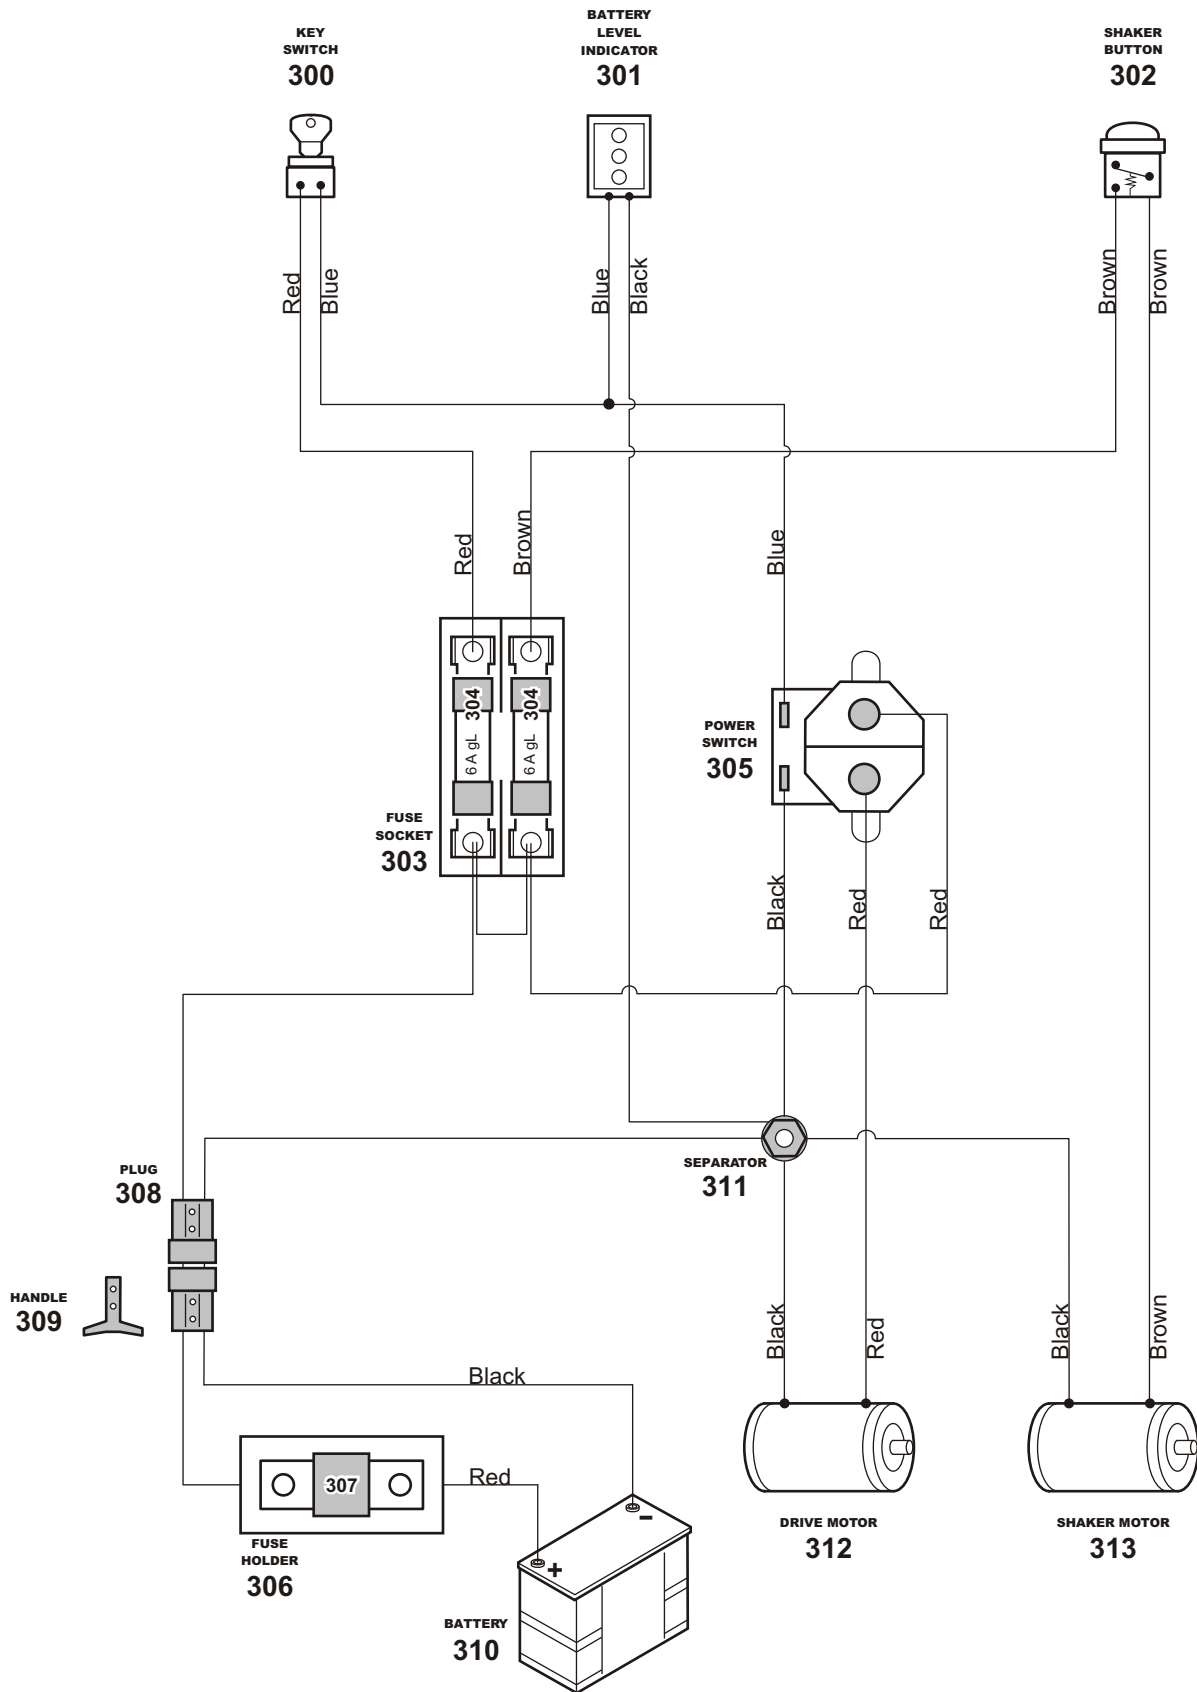 KEY
SWITCH
300
BATTERY
LEVEL
INDICATOR
301
SHAKER
BUTTON
302
Red
Blue
Blue
Black
Brown
Brown
Red
Brown
Blue
304
304
6 A gL
6 A gL
POWER
SWITCH
305
FUSE
SOCKET
303
Black
Red
Red
PLUG
308
SEPARATOR
311
HANDLE
309
Black
Red
Black
Brown
Black
307
Red
FUSE
HOLDER
306
-
+
BATTERY
310
DRIVE MOTOR
312
SHAKER MOTOR
313